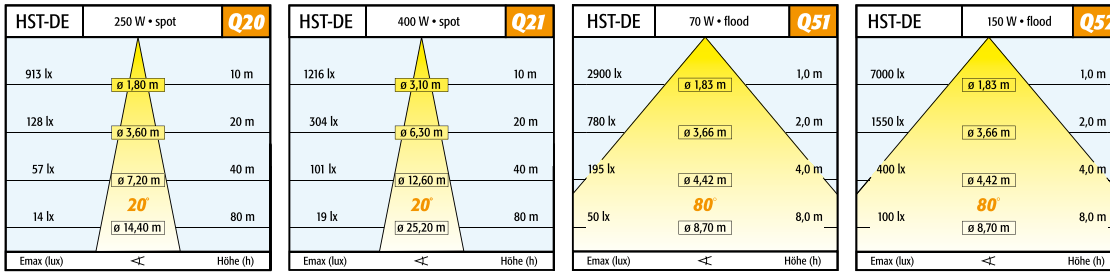 HST-DE 250 W • spot Q20
913 lx 10 m
ø 1,80 m
128 lx 20 m
ø 3,60 m
57 lx 40 m
ø 7,20 m
20°
14 lx 80 m
ø 14,40 m
Emax (lux) Höhe (h)
HST-DE 400 W • spot Q21
1216 lx 10 m
ø 3,10 m
304 lx 20 m
ø 6,30 m
101 lx 40 m
ø 12,60 m
20°
19 lx 80 m
ø 25,20 m
Emax (lux) Höhe (h)
HST-DE 70 W • flood Q51
2900 lx 1,0 m
ø 1,83 m
780 lx 2,0 m
ø 3,66 m
195 lx 4,0 m
ø 4,42 m
80°
50 lx 8,0 m
ø 8,70 m
Emax (lux) Höhe (h)
HST-DE 150 W • flood Q52
7000 lx 1,0 m
ø 1,83 m
1550 lx 2,0 m
ø 3,66 m
400 lx 4,0 m
ø 4,42 m
80°
100 lx 8,0 m
ø 8,70 m
Emax (lux) Höhe (h)